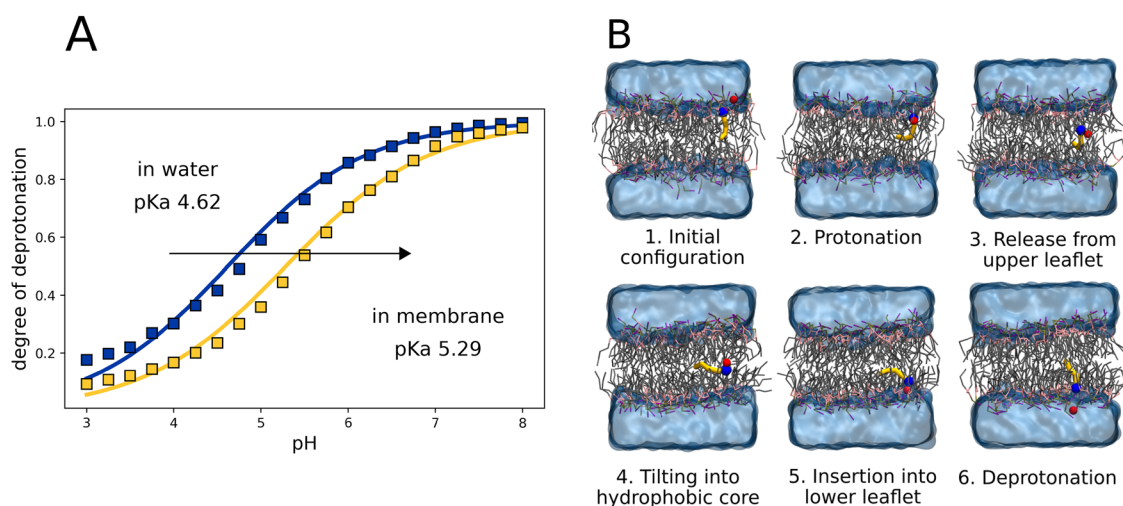 A
degree of deprotonation
1.0
0.8
0.6
0.4
0.2
in water
pKa 4.62
in membrane
pKa 5.29
3 4 5 6 7 8
pH
B
1. Initial
configuration
2. Protonation
3. Release from
upper leaflet
4. Tilting into
hydrophobic core
5. Insertion into
lower leaflet
6. Deprotonation